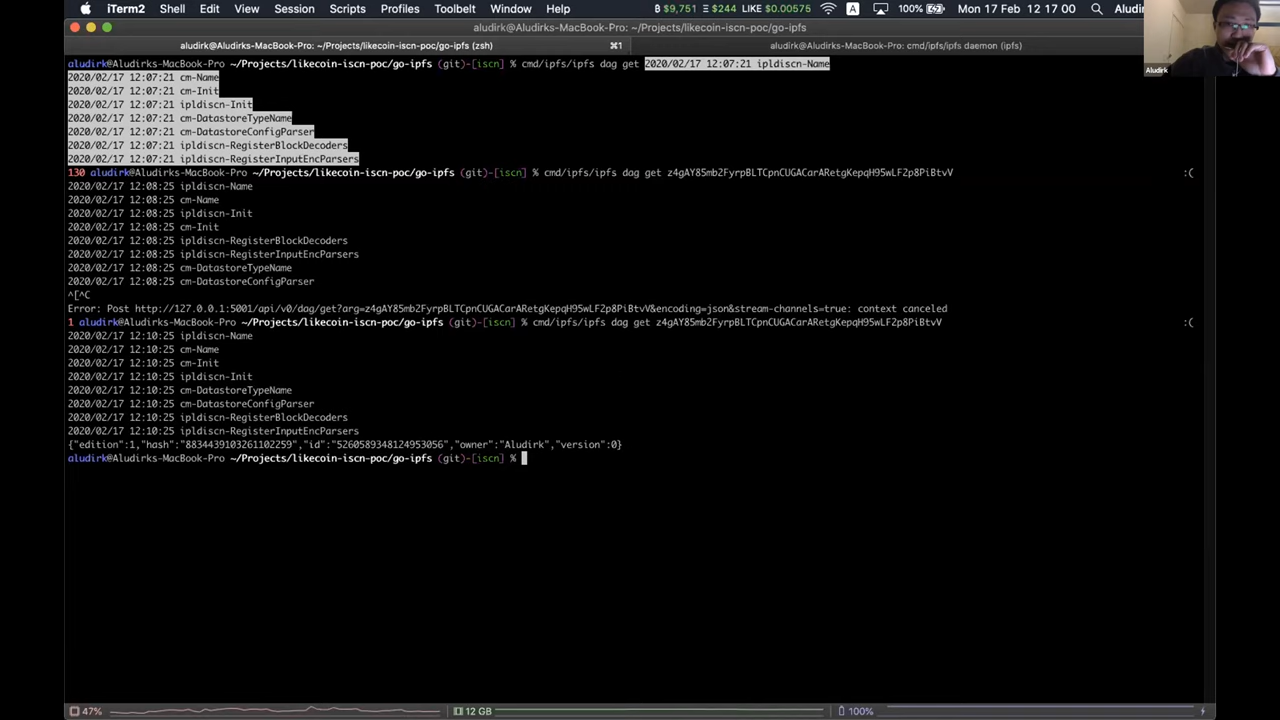 iTerm2 Shell Edit View Session Profiles Toolbelt Window Help ₿ $9,751 Ξ $244 LIKE $0.00575 A 100% Mon 17 Feb 12 17 00 Aludi
aludirk@Aludirks-MacBook-Pro: ~/Projects/likecoin-iscn-poc/go-ipfs
aludirk@Aludirks-MacBook-Pro: ~/Projects/likecoin-iscn-poc/go-ipfs (zsh) ⌘1 aludirk@Aludirks-MacBook-Pro: cmd/ipfs/ipfs daemon (ipfs)
Aludirk
aludirk@Aludirks-MacBook-Pro ~/Projects/likecoin-iscn-poc/go-ipfs (git)-[iscn] % cmd/ipfs/ipfs dag get 2020/02/17 12:07:21 ipldiscn-Name
2020/02/17 12:07:21 cm-Name
2020/02/17 12:07:21 cm-Init
2020/02/17 12:07:21 ipldiscn-Init
2020/02/17 12:07:21 cm-DatastoreTypeName
2020/02/17 12:07:21 cm-DatastoreConfigParser
2020/02/17 12:07:21 ipldiscn-RegisterBlockDecoders
2020/02/17 12:07:21 ipldiscn-RegisterInputEncParsers
130 aludirk@Aludirks-MacBook-Pro ~/Projects/likecoin-iscn-poc/go-ipfs (git)-[iscn] % cmd/ipfs/ipfs dag get z4gAY85mb2FyrpBLTCpnCUGACarARetgKepqH95wLF2p8PiBtvV :(
2020/02/17 12:08:25 ipldiscn-Name
2020/02/17 12:08:25 cm-Name
2020/02/17 12:08:25 ipldiscn-Init
2020/02/17 12:08:25 cm-Init
2020/02/17 12:08:25 ipldiscn-RegisterBlockDecoders
2020/02/17 12:08:25 ipldiscn-RegisterInputEncParsers
2020/02/17 12:08:25 cm-DatastoreTypeName
2020/02/17 12:08:25 cm-DatastoreConfigParser
^[^C
Error: Post http://127.0.0.1:5001/api/v0/dag/get?arg=z4gAY85mb2FyrpBLTCpnCUGACarARetgKepqH95wLF2p8PiBtvV&encoding=json&stream-channels=true: context canceled
1 aludirk@Aludirks-MacBook-Pro ~/Projects/likecoin-iscn-poc/go-ipfs (git)-[iscn] % cmd/ipfs/ipfs dag get z4gAY85mb2FyrpBLTCpnCUGACarARetgKepqH95wLF2p8PiBtvV :(
2020/02/17 12:10:25 ipldiscn-Name
2020/02/17 12:10:25 cm-Name
2020/02/17 12:10:25 cm-Init
2020/02/17 12:10:25 ipldiscn-Init
2020/02/17 12:10:25 cm-DatastoreTypeName
2020/02/17 12:10:25 cm-DatastoreConfigParser
2020/02/17 12:10:25 ipldiscn-RegisterBlockDecoders
2020/02/17 12:10:25 ipldiscn-RegisterInputEncParsers
{"edition":1,"hash":"8834439103261102259","id":"5260589348124953056","owner":"Aludirk","version":0}
aludirk@Aludirks-MacBook-Pro ~/Projects/likecoin-iscn-poc/go-ipfs (git)-[iscn] %
47% 12 GB 100%